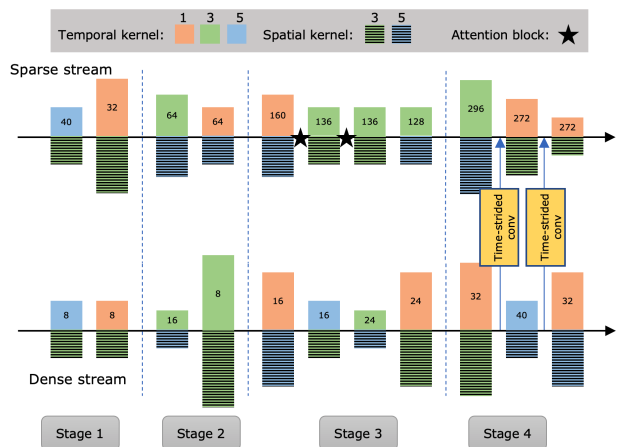 1 3 5 3 5
Temporal kernel: Spatial kernel: Attention block:
Sparse stream
40 32 64 64 160 136 136 128 296 272 272
Time-strided conv
Time-strided conv
8 8 16 8 16 16 24 24 32 40 32
Dense stream
Stage 1 Stage 2 Stage 3 Stage 4